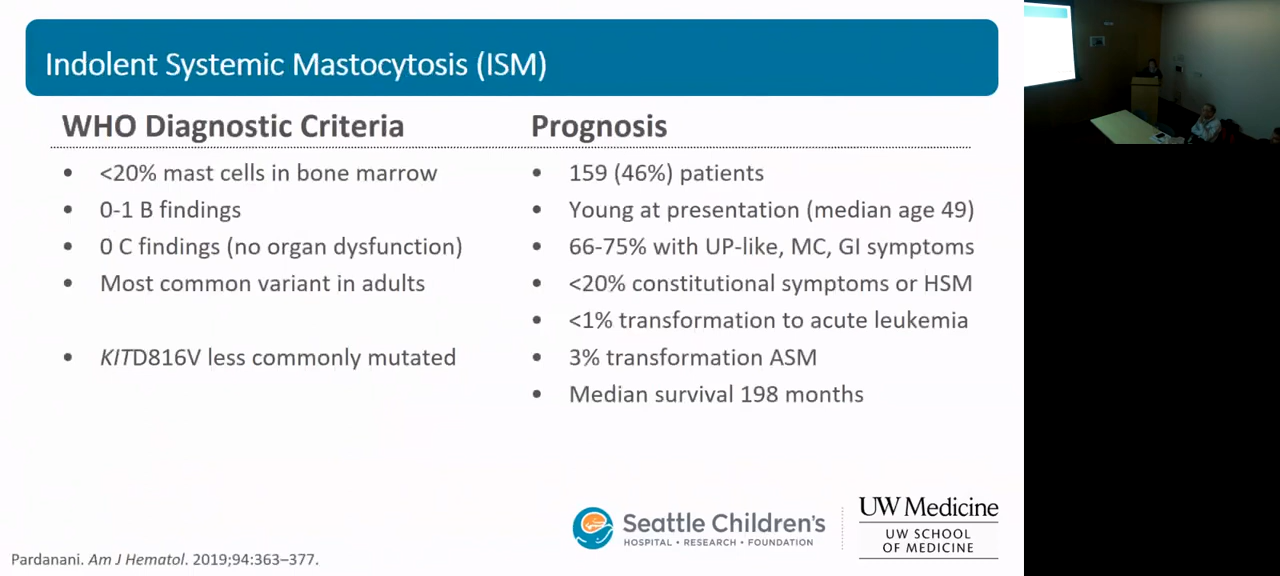 Indolent Systemic Mastocytosis (ISM)
WHO Diagnostic Criteria
• <20% mast cells in bone marrow
• 0-1 B findings
• 0 C findings (no organ dysfunction)
• Most common variant in adults
• KITD816V less commonly mutated
Prognosis
• 159 (46%) patients
• Young at presentation (median age 49)
• 66-75% with UP-like, MC, GI symptoms
• <20% constitutional symptoms or HSM
• <1% transformation to acute leukemia
• 3% transformation ASM
• Median survival 198 months
Seattle Children's
HOSPITAL • RESEARCH • FOUNDATION
UW Medicine
UW SCHOOL
OF MEDICINE
Pardanani. Am J Hematol. 2019;94:363–377.